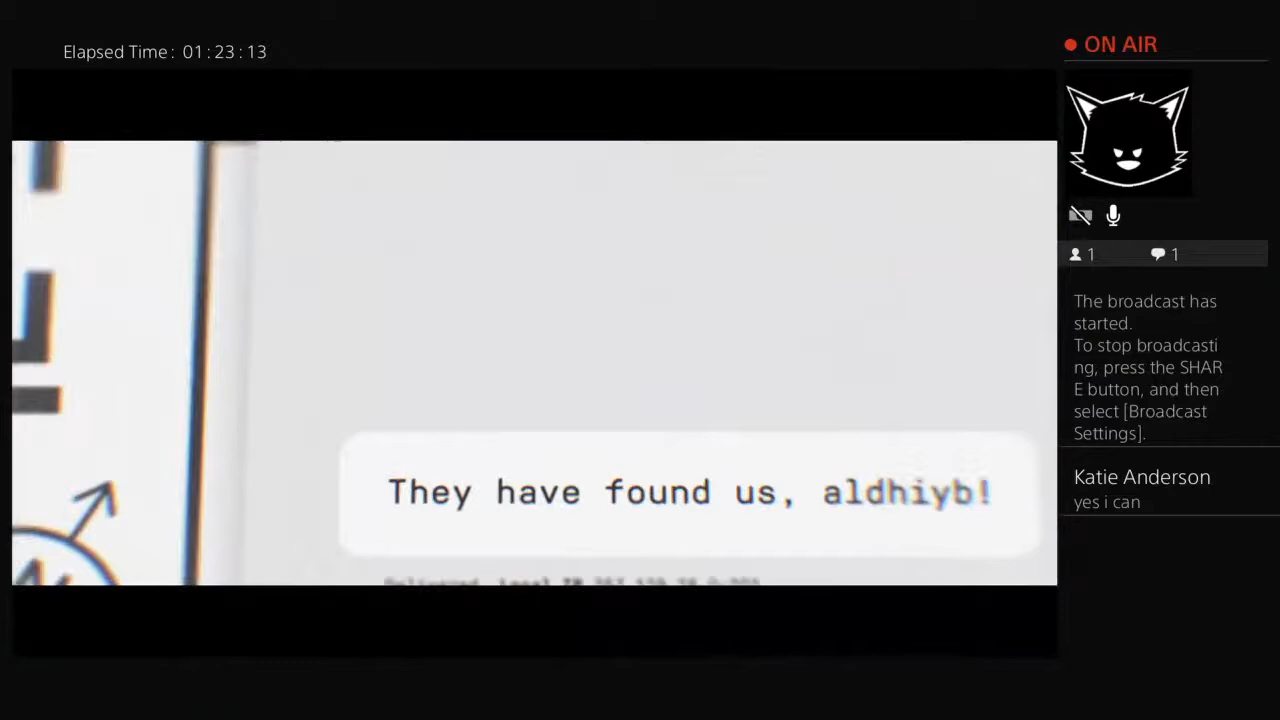 Elapsed Time: 01:23:13
ON AIR
1
1
The broadcast has
started.
To stop broadcasti
ng, press the SHAR
E button, and then
select [Broadcast
Settings].
Katie Anderson
yes i can
They have found us, aldhiyb!